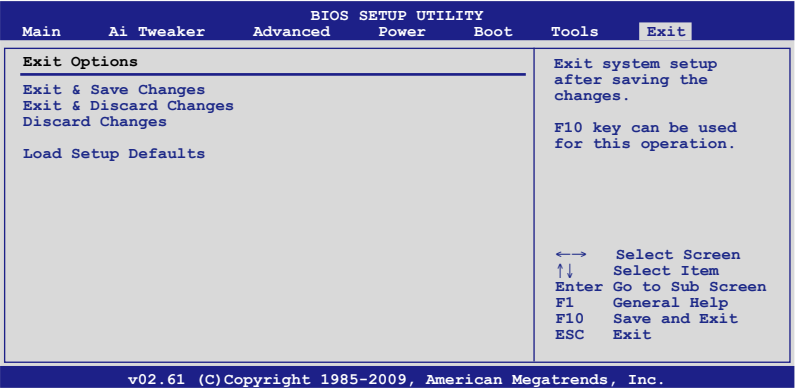 BIOS SETUP UTILITY
Main Ai Tweaker Advanced Power Boot Tools Exit
Exit Options
Exit & Save Changes
Exit & Discard Changes
Discard Changes
Load Setup Defaults
Exit system setup
after saving the
changes.
F10 key can be used
for this operation.
←→ Select Screen
↑↓ Select Item
Enter Go to Sub Screen
F1 General Help
F10 Save and Exit
ESC Exit
v02.61 (C)Copyright 1985-2009, American Megatrends, Inc.